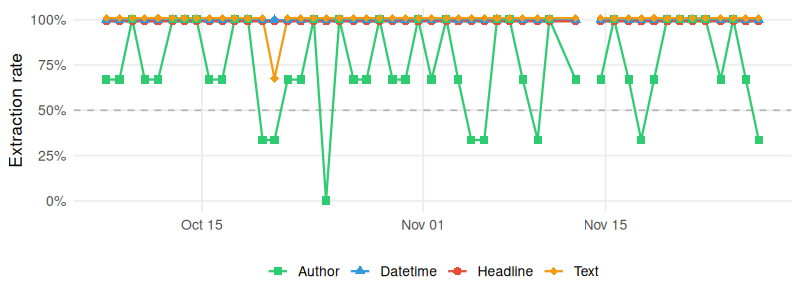 Extraction rate
100%
75%
50%
25%
0%
Oct 15 Nov 01 Nov 15
Author Datetime Headline Text